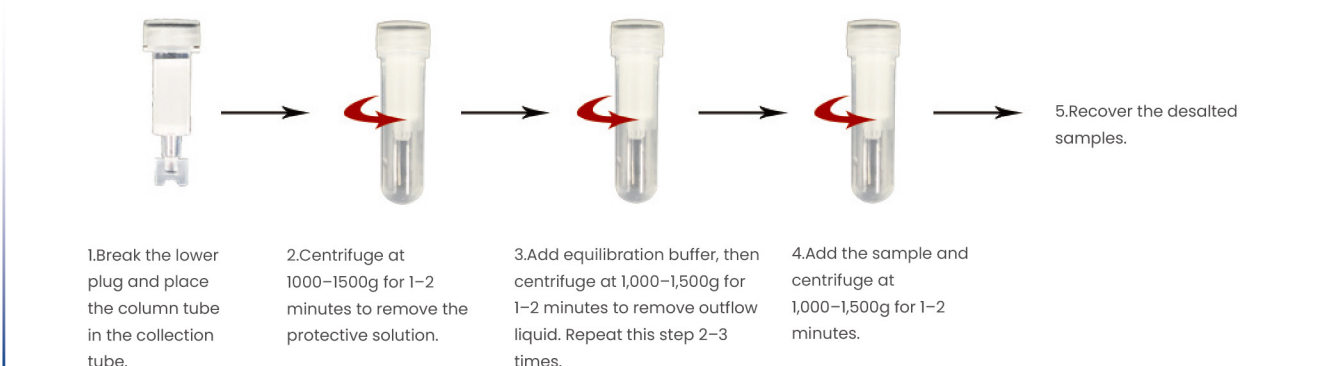 1.Break the lower
plug and place
the column tube
in the collection
tube.
2.Centrifuge at
1000–1500g for 1–2
minutes to remove the
protective solution.
3.Add equilibration buffer, then
centrifuge at 1,000–1,500g for
1–2 minutes to remove outflow
liquid. Repeat this step 2–3
times.
4.Add the sample and
centrifuge at
1,000–1,500g for 1–2
minutes.
5.Recover the desalted
samples.